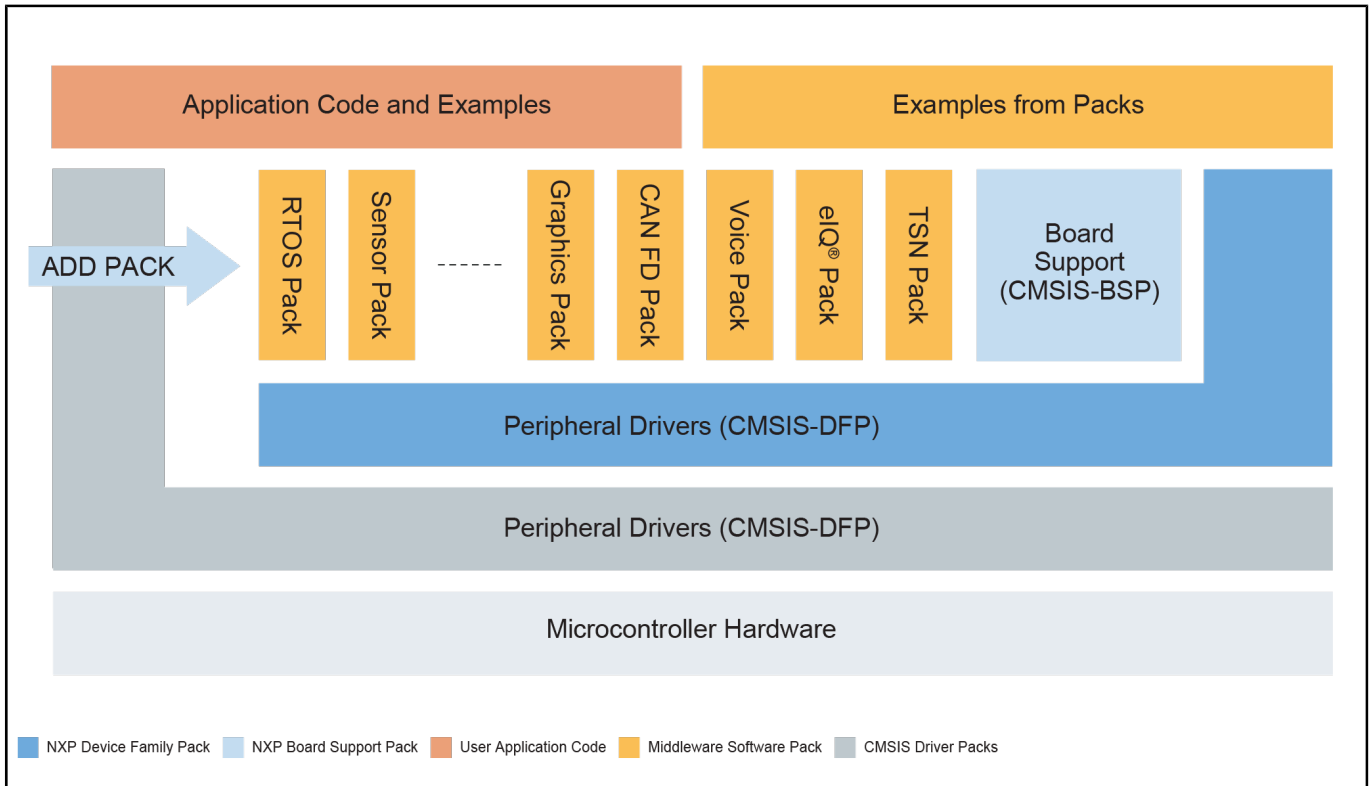 Application Code and Examples
Examples from Packs
ADD PACK
RTOS Pack
Sensor Pack
Graphics Pack
CAN FD Pack
Voice Pack
eIQ® Pack
TSN Pack
Board
Support
(CMSIS-BSP)
Peripheral Drivers (CMSIS-DFP)
Peripheral Drivers (CMSIS-DFP)
Microcontroller Hardware
NXP Device Family Pack
NXP Board Support Pack
User Application Code
Middleware Software Pack
CMSIS Driver Packs